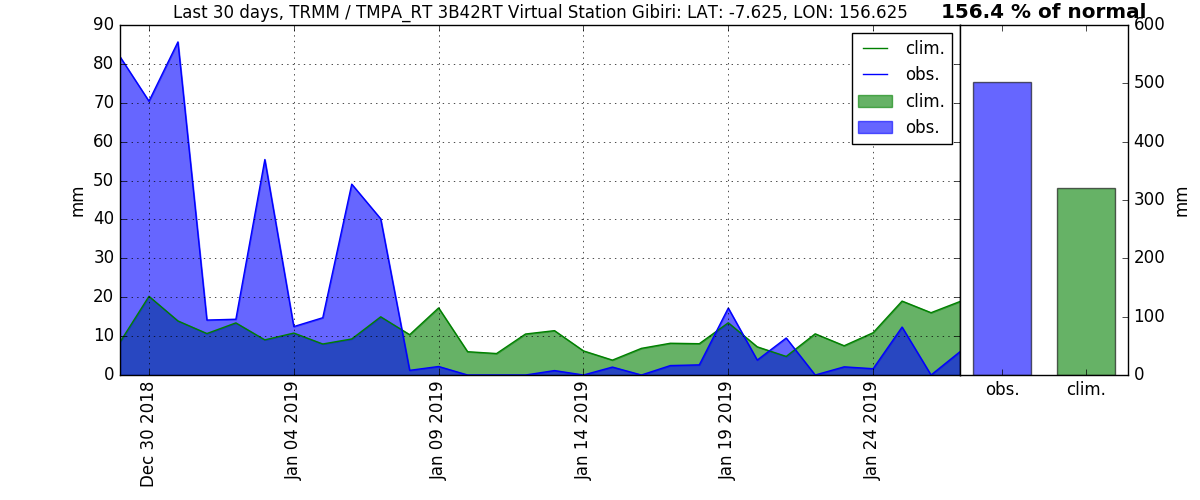 Last 30 days, TRMM / TMPA_RT 3B42RT Virtual Station Gibiri: LAT: -7.625, LON: 156.625
156.4 % of normal
90
80
70
60
50
40
30
20
10
0
mm
clim.
obs.
clim.
obs.
Dec 30 2018
Jan 04 2019
Jan 09 2019
Jan 14 2019
Jan 19 2019
Jan 24 2019
600
500
400
300
200
100
0
mm
obs.
clim.